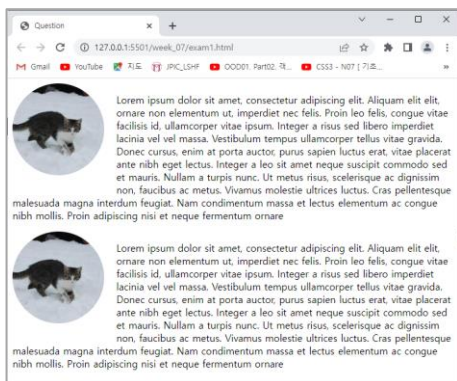 Question
127.0.0.1:5501/week_07/exam1.html
Gmail YouTube 지도 JPIC_LSHF OOD01. Part02. 객... CSS3 - N07 [ 기초...
Lorem ipsum dolor sit amet, consectetur adipiscing elit. Aliquam elit elit,
ornare non elementum ut, imperdiet nec felis. Proin leo felis, congue vitae
facilisis id, ullamcorper vitae ipsum. Integer a risus sed libero imperdiet
lacinia vel vel massa. Vestibulum tempus ullamcorper tellus vitae gravida.
Donec cursus, enim at porta auctor, purus sapien luctus erat, vitae placerat
ante nibh eget lectus. Integer a leo sit amet neque suscipit commodo sed
et mauris. Nullam a turpis nunc. Ut metus risus, scelerisque ac dignissim
non, faucibus ac metus. Vivamus molestie ultrices luctus. Cras pellentesque
malesuada magna interdum feugiat. Nam condimentum massa et lectus elementum ac congue
nibh mollis. Proin adipiscing nisi et neque fermentum ornare
Lorem ipsum dolor sit amet, consectetur adipiscing elit. Aliquam elit elit,
ornare non elementum ut, imperdiet nec felis. Proin leo felis, congue vitae
facilisis id, ullamcorper vitae ipsum. Integer a risus sed libero imperdiet
lacinia vel vel massa. Vestibulum tempus ullamcorper tellus vitae gravida.
Donec cursus, enim at porta auctor, purus sapien luctus erat, vitae placerat
ante nibh eget lectus. Integer a leo sit amet neque suscipit commodo sed
et mauris. Nullam a turpis nunc. Ut metus risus, scelerisque ac dignissim
non, faucibus ac metus. Vivamus molestie ultrices luctus. Cras pellentesque
malesuada magna interdum feugiat. Nam condimentum massa et lectus elementum ac congue
nibh mollis. Proin adipiscing nisi et neque fermentum ornare